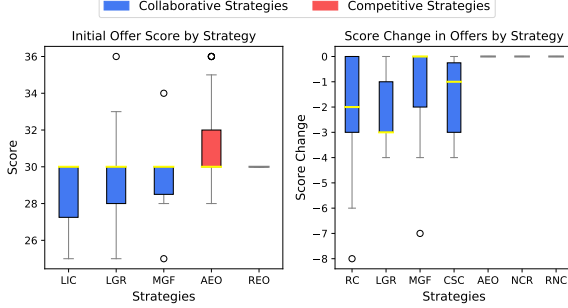 Collaborative Strategies Competitive Strategies
Initial Offer Score by Strategy
Score
36
34
32
30
28
26
LIC LGR MGF AEO REO
Strategies
Score Change in Offers by Strategy
Score Change
0
−1
−2
−3
−4
−5
−6
−7
−8
RC LGR MGF CSC AEO NCR RNC
Strategies